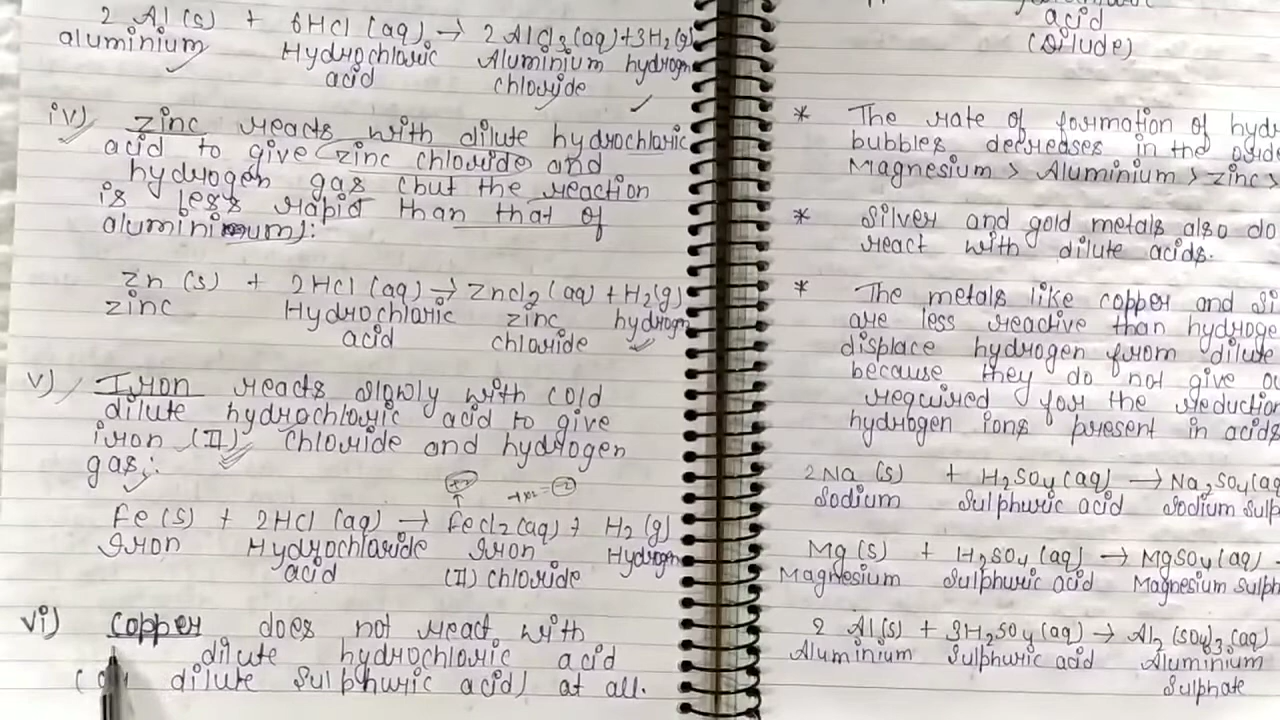 2 Al (s) + 6HCl (aq) → 2 AlCl3 (aq) + 3H2 (g)
aluminium Hydrochloric Aluminium hydrogen
acid chloride
iv) zinc reacts with dilute hydrochloric
acid to give zinc chloride and
hydrogen gas (but the reaction
is less rapid than that of
aluminium):
Zn (s) + 2HCl (aq) → ZnCl2 (aq) + H2 (g)
zinc Hydrochloric zinc hydrogen
acid chloride
v) Iron reacts slowly with cold
dilute hydrochloric acid to give
iron (II) chloride and hydrogen
gas:
Fe (s) + 2HCl (aq) → FeCl2 (aq) + H2 (g)
Iron Hydrochloride Iron Hydrogen
acid (II) chloride
vi) copper does not react with
dilute hydrochloric acid
dilute sulphuric acid) at all.
acid
(Dilude)
* The rate of formation of hydr
bubbles decreases in the
Magnesium > Aluminium > zinc >
* Silver and gold metals also do
react with dilute acids.
* The metals like copper and Si
are less reactive than hydroge
displace hydrogen from dilute
because they do not give
required for the reduction
hydrogen ions present in acids
2Na (s) + H2SO4 (aq) → Na2SO4 (aq
Sodium Sulphuric acid Sodium Sulp
Mg (s) + H2SO4 (aq) → MgSO4 (aq)
Magnesium Sulphuric acid Magnesium Sulph
2 Al(s) + 3H2SO4 (aq) → Al2 (SO4)3 (aq)
Aluminium Sulphuric acid Aluminium
Sulphate